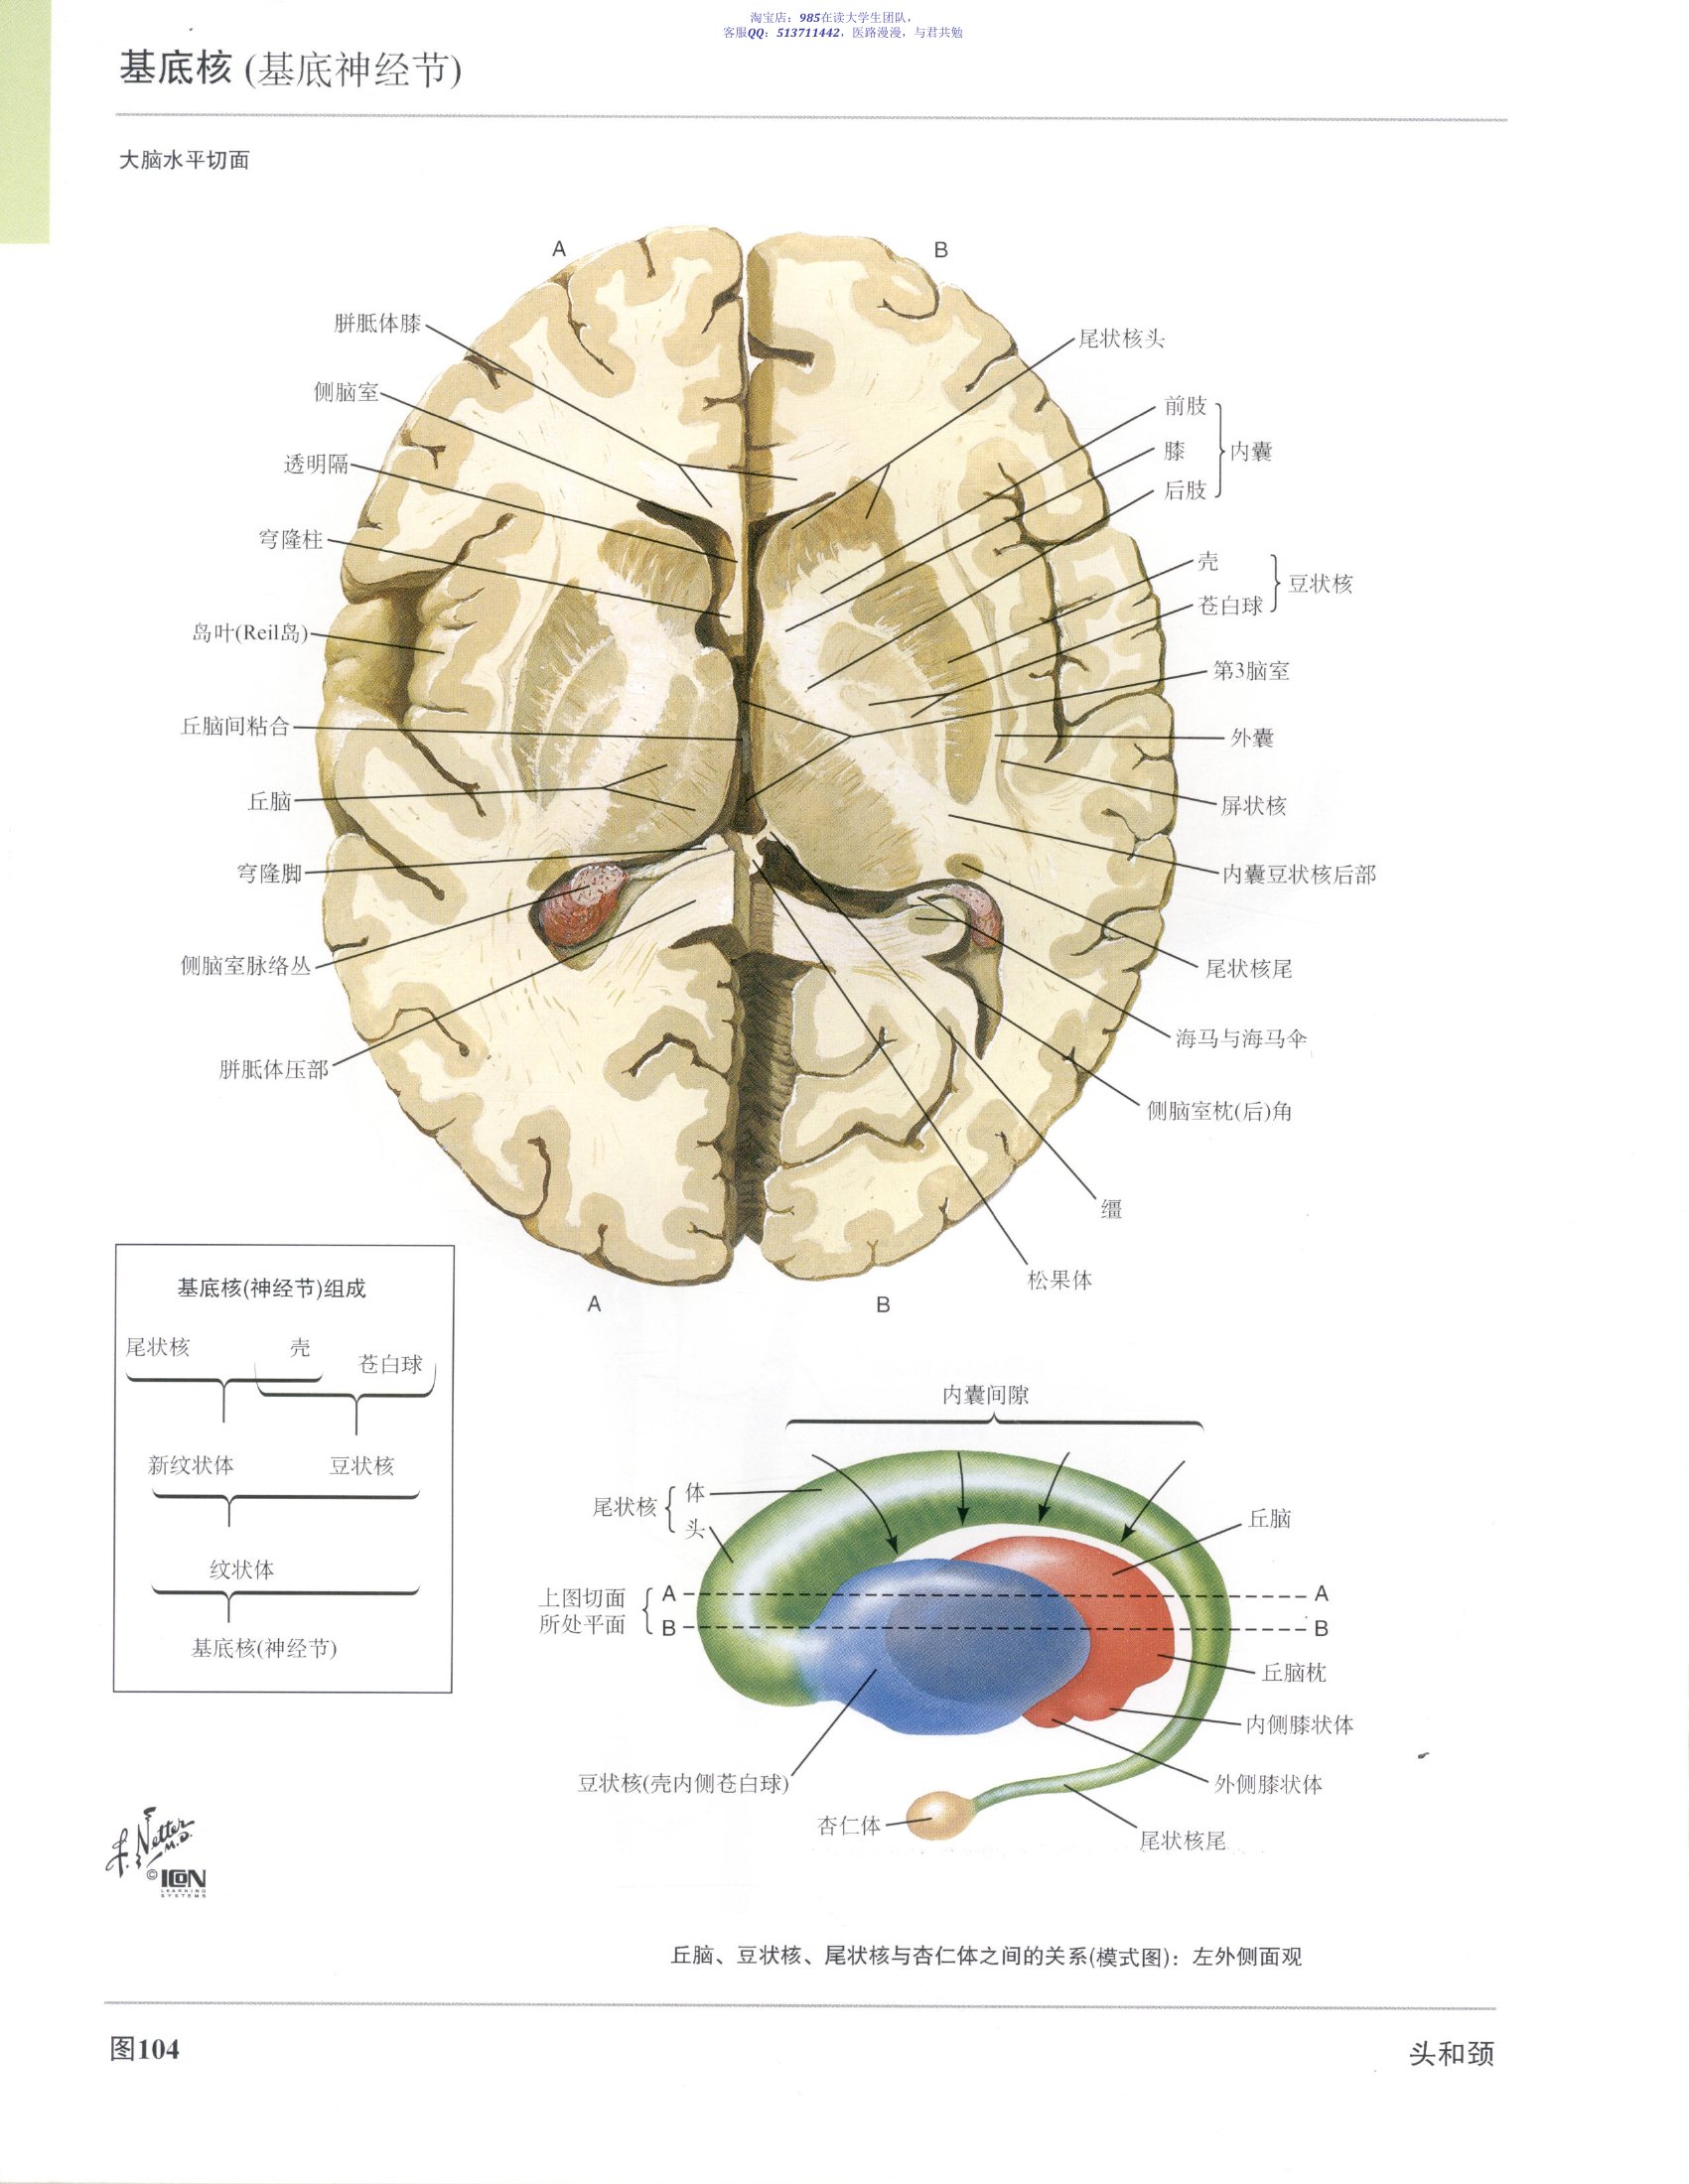 淘宝店：985在读大学生团队，
客服QQ：513711442，医路漫漫，与君共勉
基底核 (基底神经节)
大脑水平切面
A
B
胼胝体膝
侧脑室
透明隔
穹隆柱
岛叶(Reil岛)
丘脑间粘合
丘脑
穹隆脚
侧脑室脉络丛
胼胝体压部
尾状核头
前肢
膝
后肢
内囊
壳
苍白球
豆状核
第3脑室
外囊
屏状核
内囊豆状核后部
尾状核尾
海马与海马伞
侧脑室枕(后)角
缰
松果体
A
B
基底核(神经节)组成
尾状核
壳
苍白球
新纹状体
豆状核
纹状体
基底核(神经节)
内囊间隙
尾状核
体
头
上图切面
所处平面
A
B
丘脑
A
B
丘脑枕
内侧膝状体
外侧膝状体
尾状核尾
豆状核(壳内侧苍白球)
杏仁体
F. Netter
M.D.
© ICON
LEARNING
SYSTEMS
丘脑、豆状核、尾状核与杏仁体之间的关系(模式图)：左外侧面观
图104
头和颈